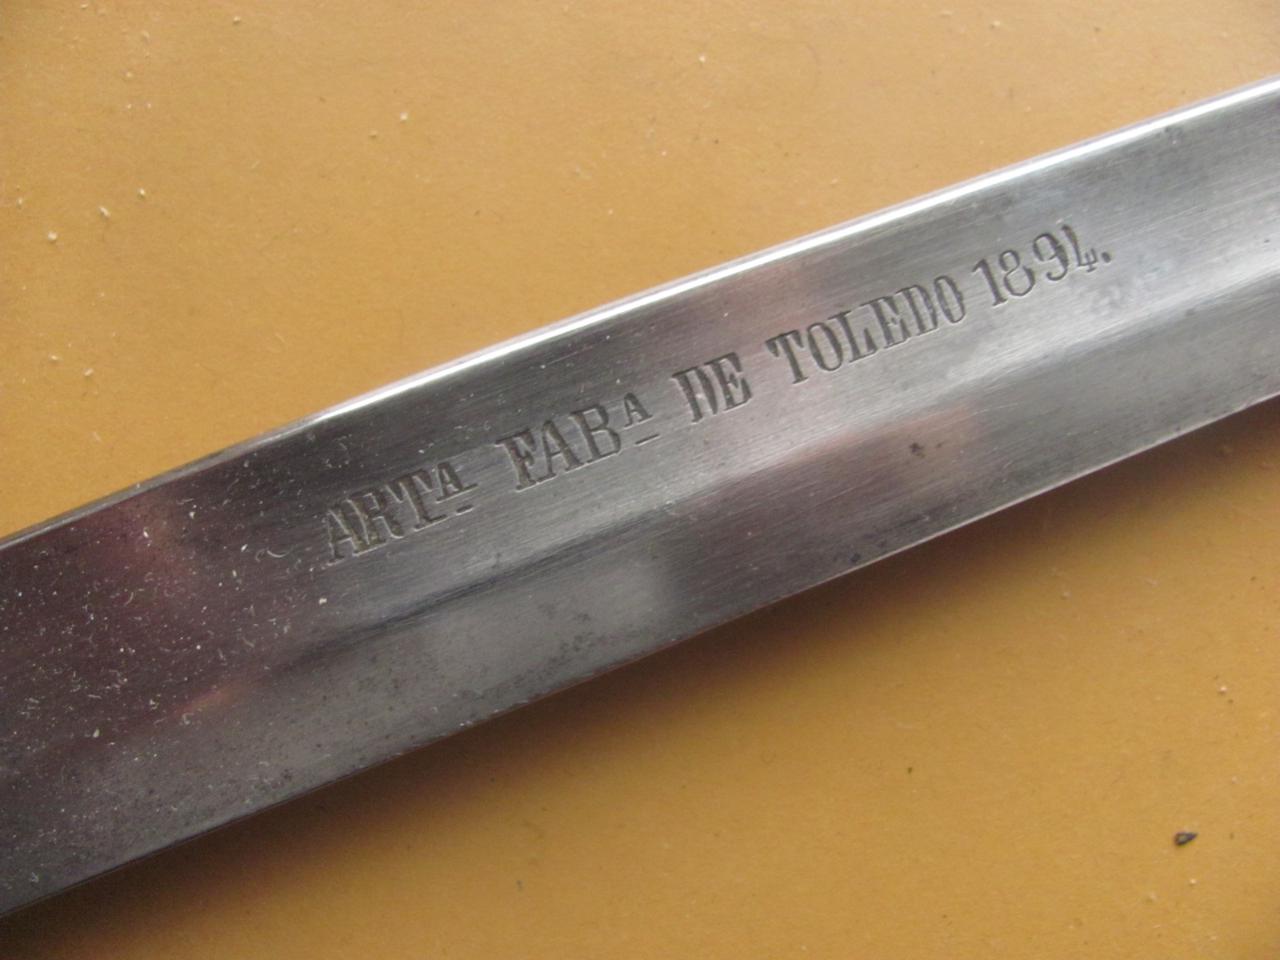 ARTᴬ FABᴬ DE TOLEDO 1894.